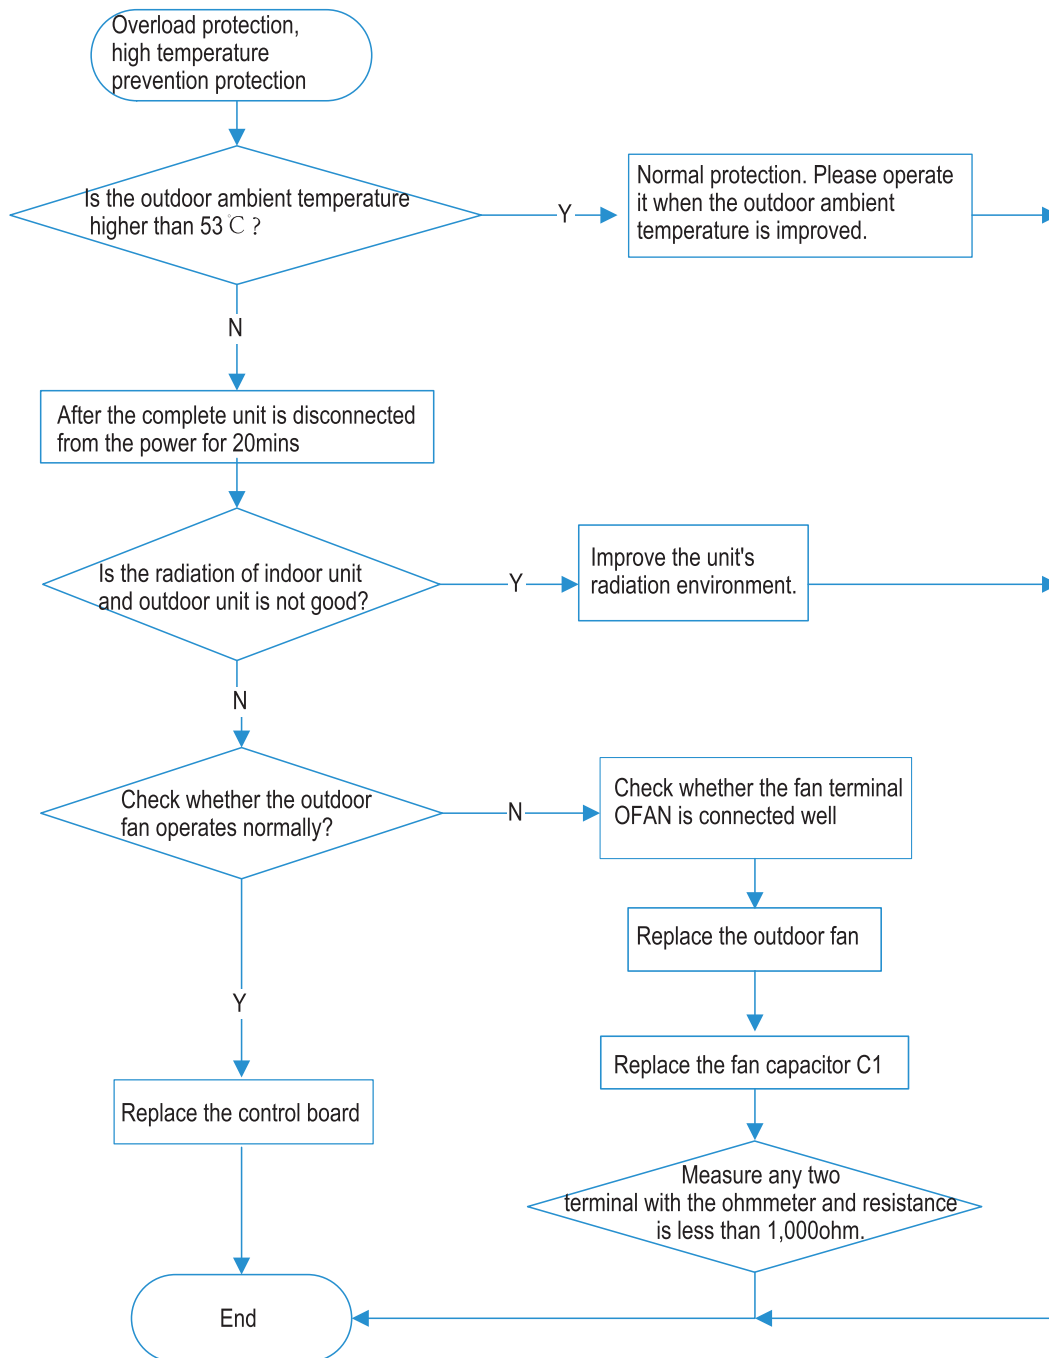 Overload protection,
high temperature
prevention protection
Is the outdoor ambient temperature
higher than 53℃ ?
Y
Normal protection. Please operate
it when the outdoor ambient
temperature is improved.
N
After the complete unit is disconnected
from the power for 20mins
Is the radiation of indoor unit
and outdoor unit is not good?
Y
Improve the unit's
radiation environment.
N
Check whether the outdoor
fan operates normally?
N
Check whether the fan terminal
OFAN is connected well
Replace the outdoor fan
Y
Replace the fan capacitor C1
Replace the control board
Measure any two
terminal with the ohmmeter and resistance
is less than 1,000ohm.
End